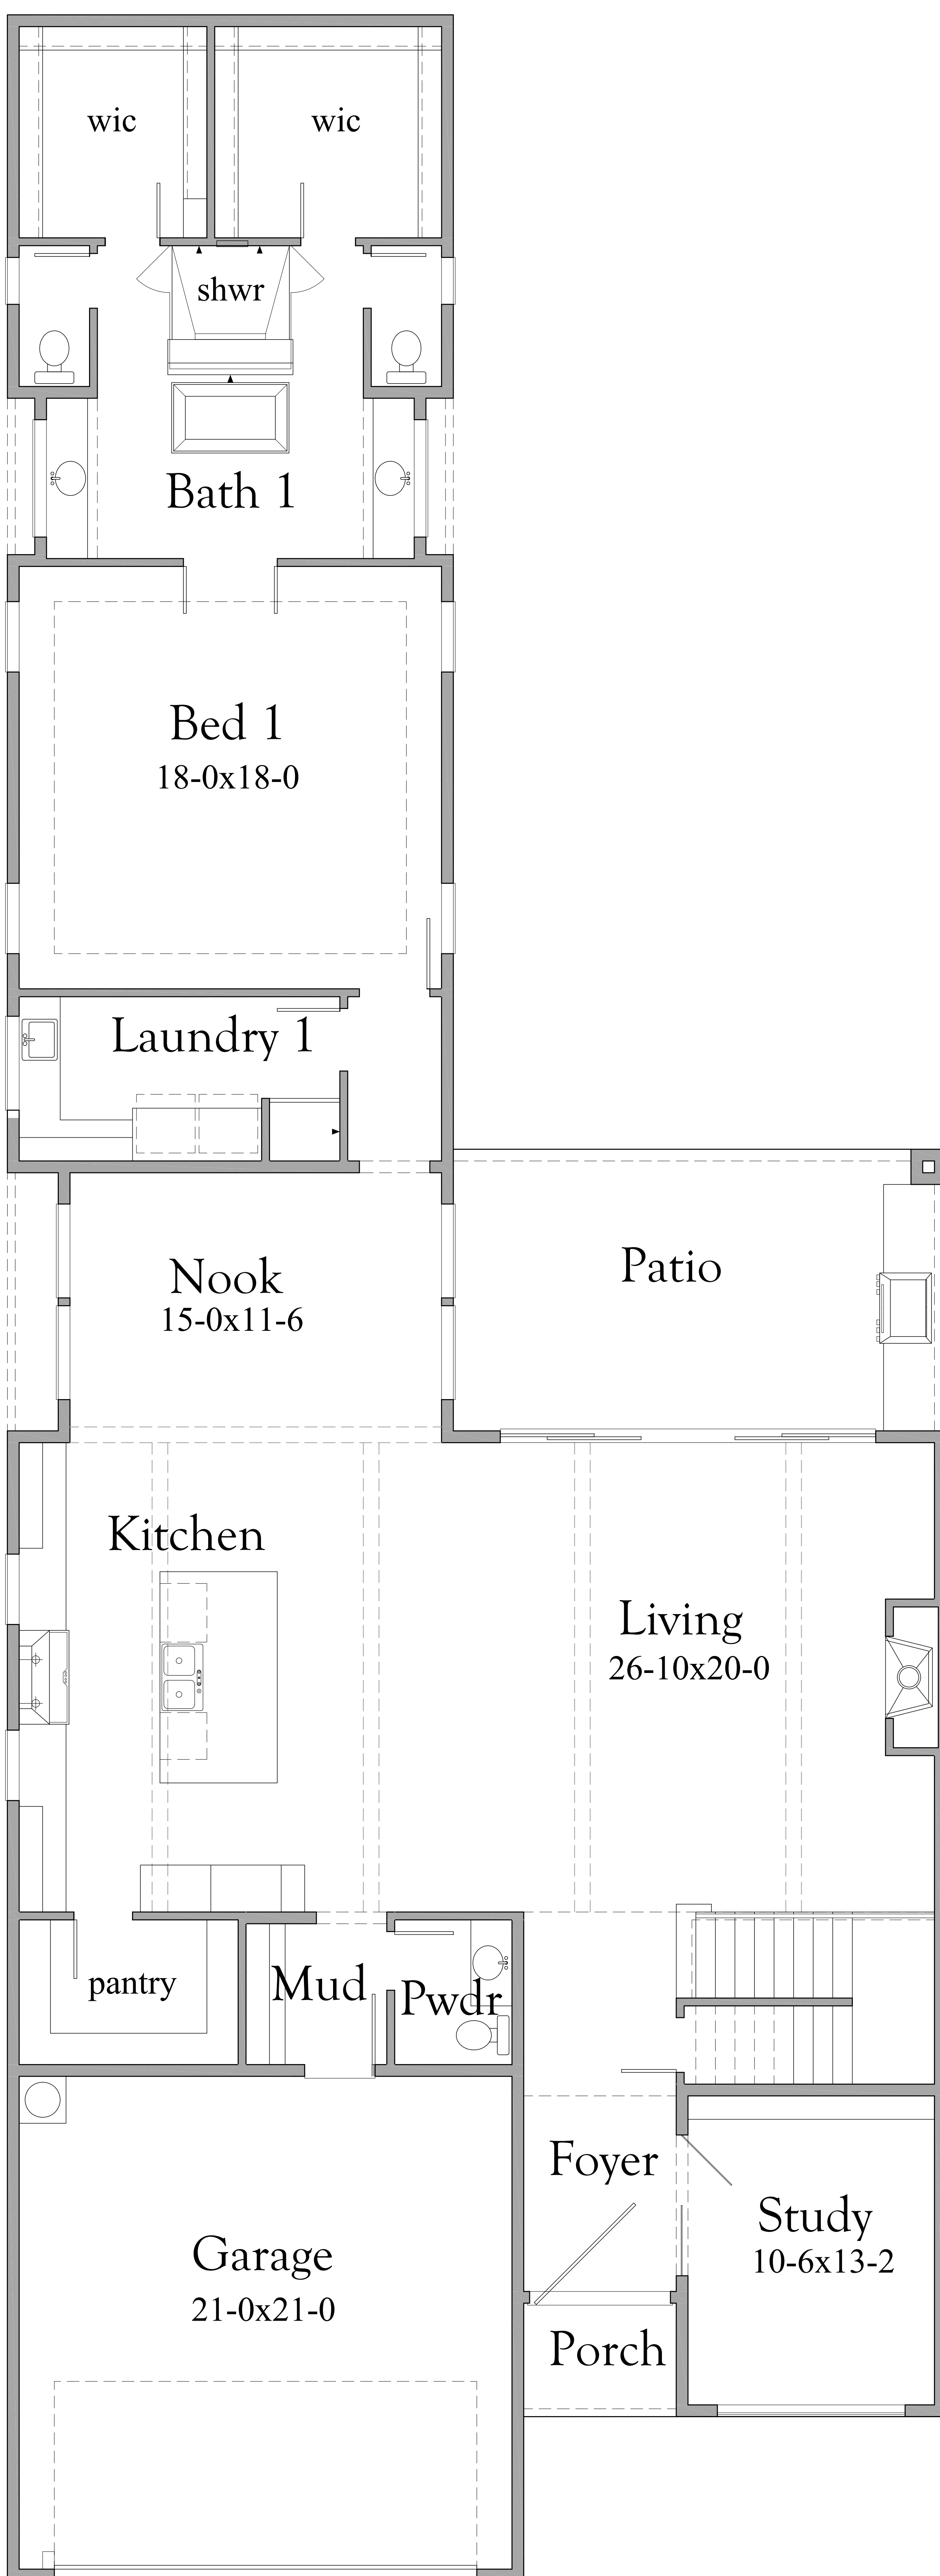 wic
wic
shwr
Bath 1
Bed 1
18-0x18-0
Laundry 1
Nook
15-0x11-6
Patio
Kitchen
Living
26-10x20-0
pantry
Mud
Pwdr
Foyer
Study
10-6x13-2
Garage
21-0x21-0
Porch